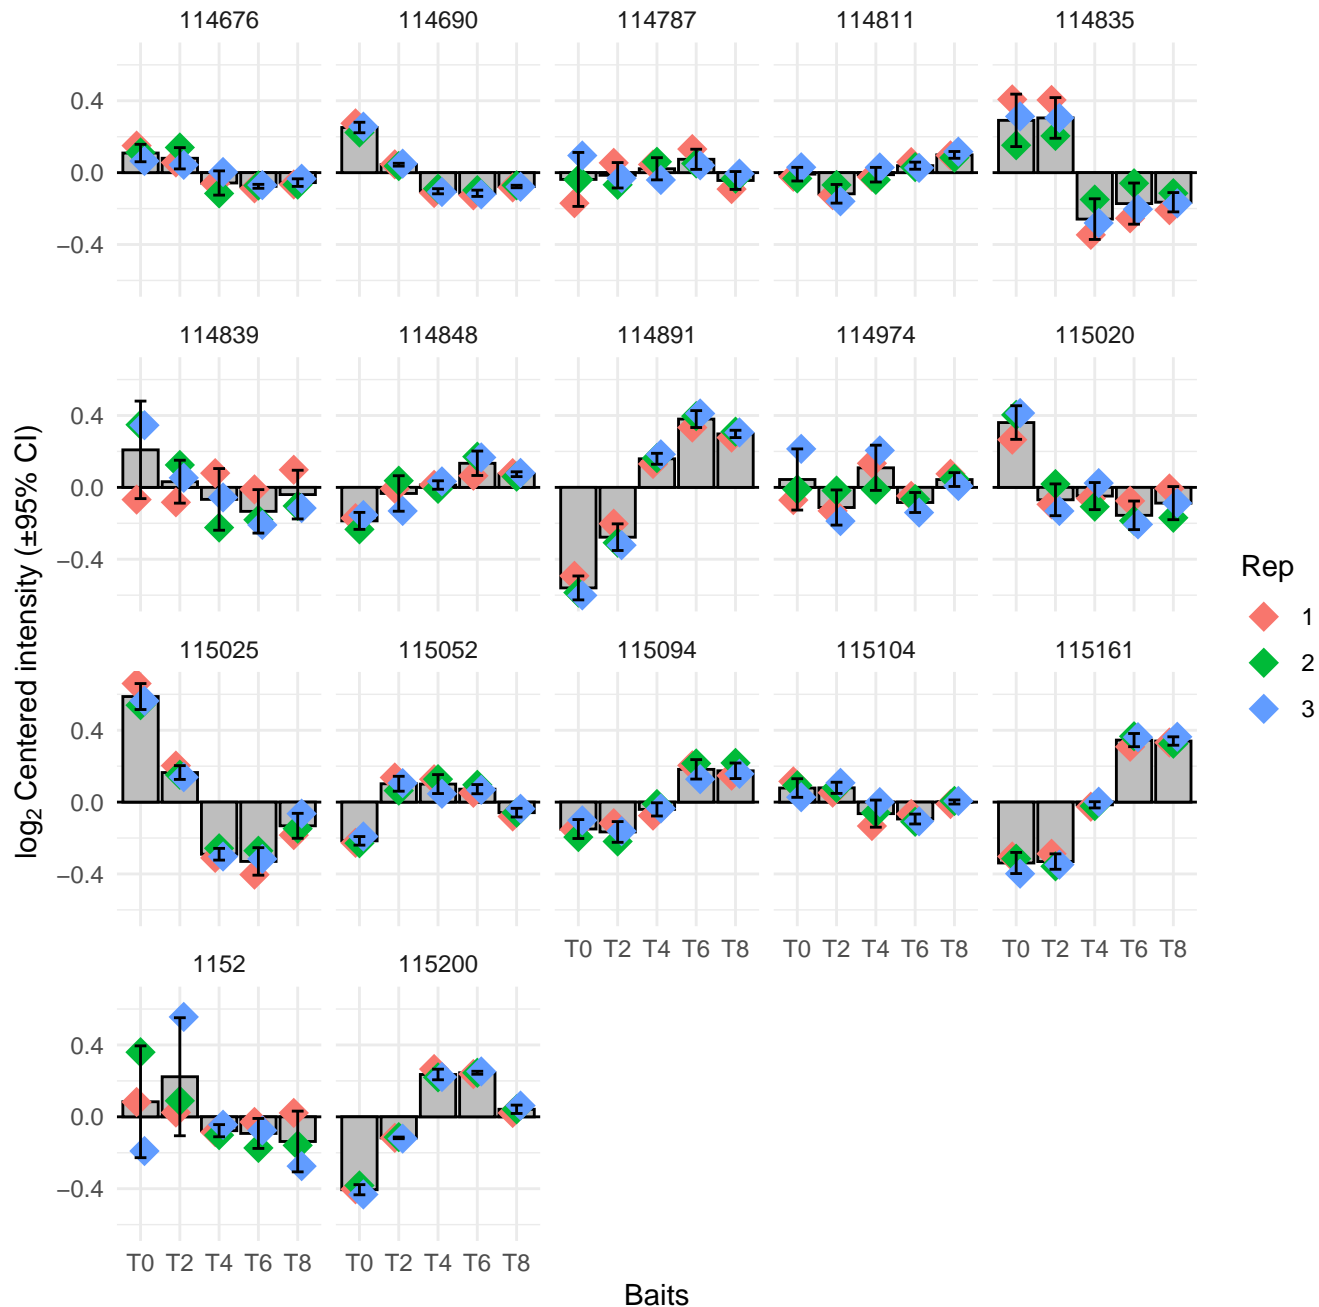 114676 114690 114787 114811 114835
0.4
0.0
−0.4
114839 114848 114891 114974 115020
0.4
0.0
−0.4
log2 Centered intensity (±95% CI)
Rep
1
2
3
115025 115052 115094 115104 115161
0.4
0.0
−0.4
T0 T2 T4 T6 T8 T0 T2 T4 T6 T8 T0 T2 T4 T6 T8
1152 115200
0.4
0.0
−0.4
T0 T2 T4 T6 T8 T0 T2 T4 T6 T8
Baits